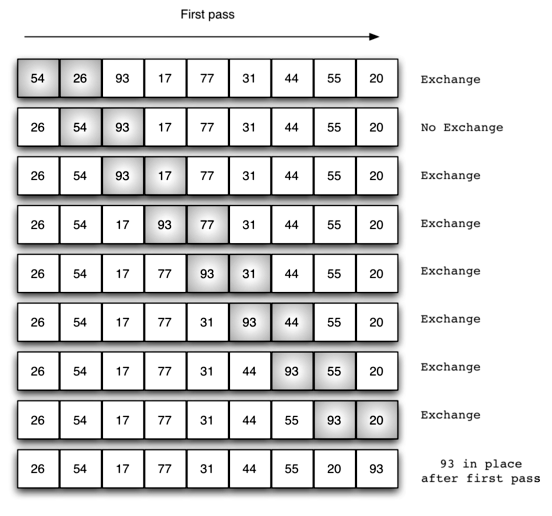 First pass
54 26 93 17 77 31 44 55 20 Exchange
26 54 93 17 77 31 44 55 20 No Exchange
26 54 93 17 77 31 44 55 20 Exchange
26 54 17 93 77 31 44 55 20 Exchange
26 54 17 77 93 31 44 55 20 Exchange
26 54 17 77 31 93 44 55 20 Exchange
26 54 17 77 31 44 93 55 20 Exchange
26 54 17 77 31 44 55 93 20 Exchange
26 54 17 77 31 44 55 20 93 93 in place
after first pass